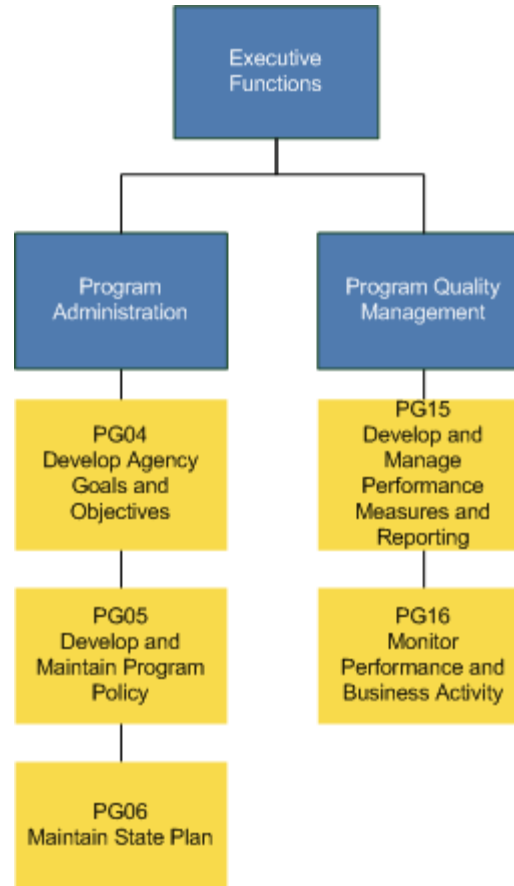 Executive
Functions
Program
Administration
Program Quality
Management
PG04
Develop Agency
Goals and
Objectives
PG05
Develop and
Maintain Program
Policy
PG06
Maintain State Plan
PG15
Develop and
Manage
Performance
Measures and
Reporting
PG16
Monitor
Performance and
Business Activity